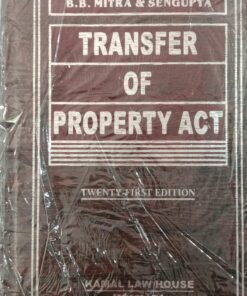 B.B. MITRA & SENGUPTA
TRANSFER
OF
PROPERTY ACT
TWENTY-FIRST EDITION
KAMAL LAW HOUSE